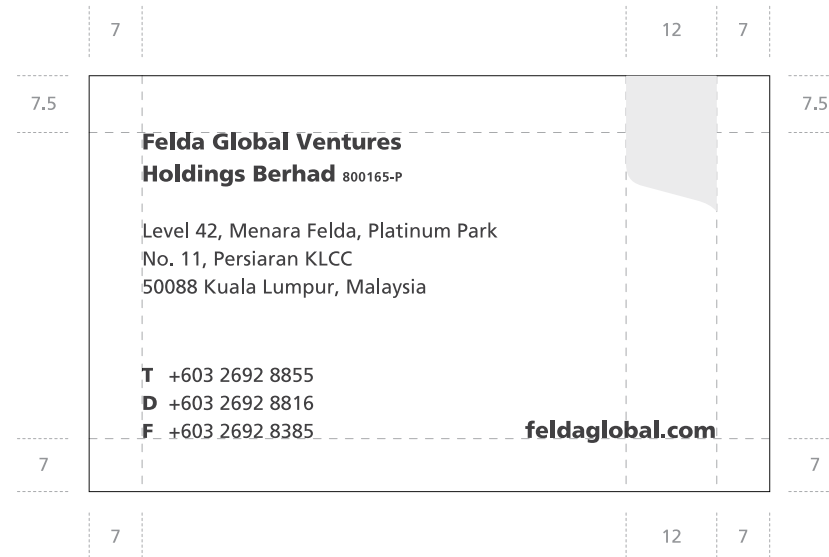 7 12 7
7.5 7.5
Felda Global Ventures
Holdings Berhad 800165-P
Level 42, Menara Felda, Platinum Park
No. 11, Persiaran KLCC
50088 Kuala Lumpur, Malaysia
T +603 2692 8855
D +603 2692 8816
F +603 2692 8385 feldaglobal.com
7 7
7 12 7